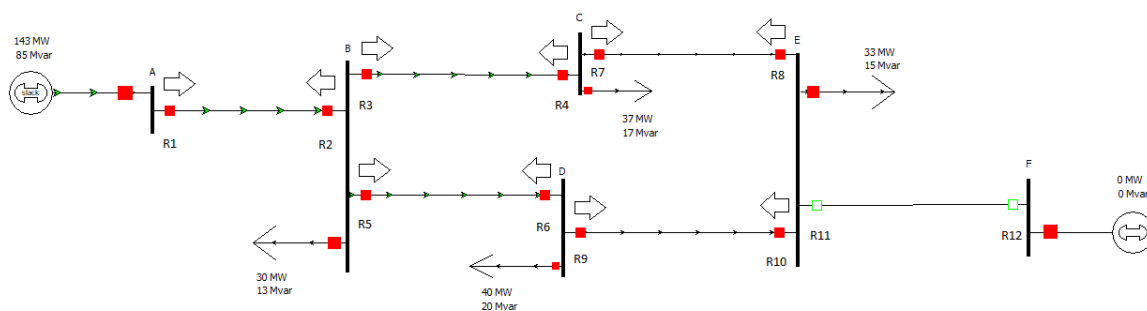 143 MW
85 Mvar
slack
A
R1
R2
B
R3
R5
30 MW
13 Mvar
C
R4
R7
37 MW
17 Mvar
D
R6
R9
40 MW
20 Mvar
E
R8
33 MW
15 Mvar
R10
R11
F
R12
0 MW
0 Mvar